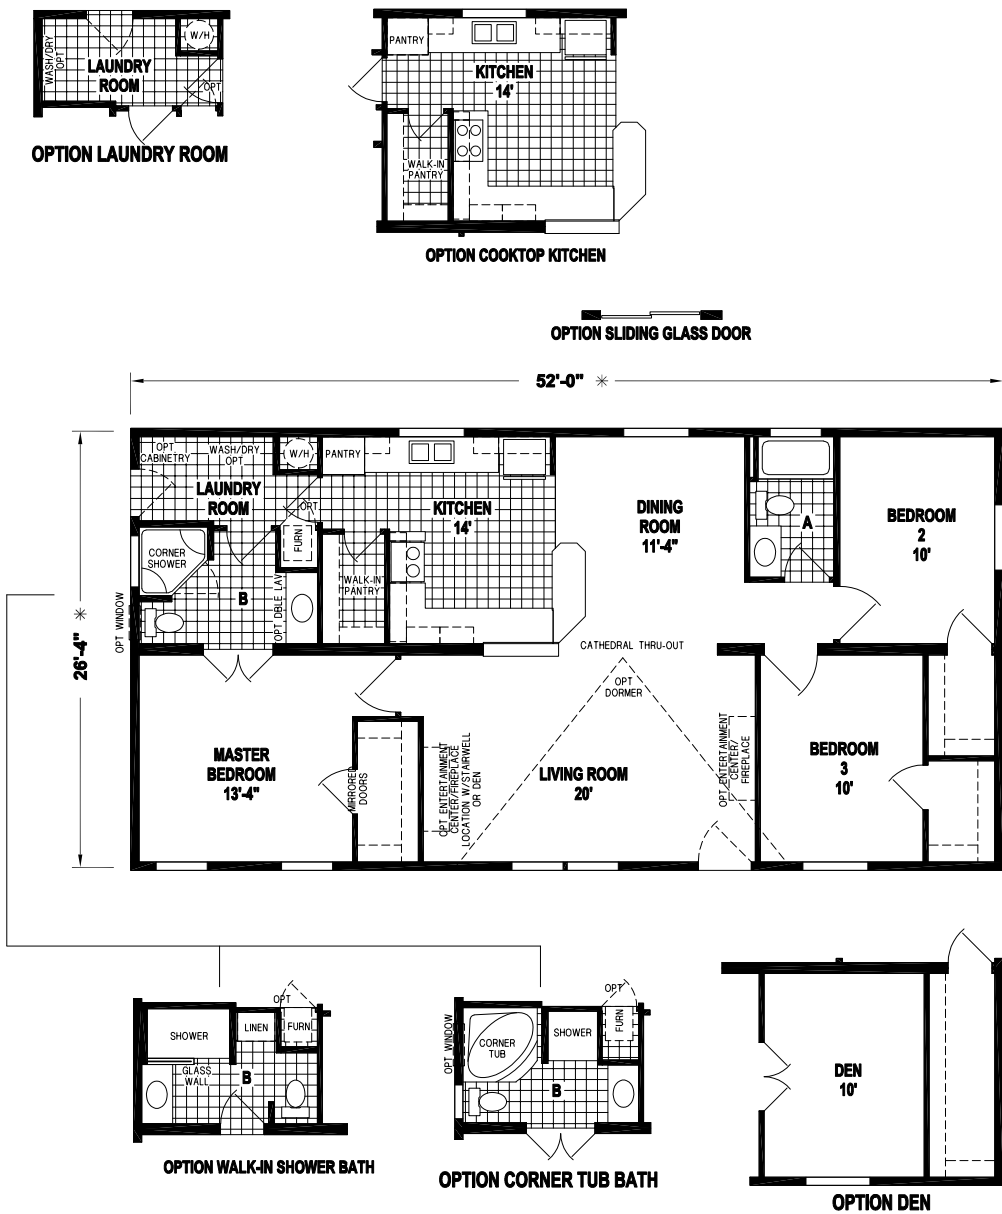 WASH/DRY
OPT
LAUNDRY
ROOM
W/H
OPT
OPTION LAUNDRY ROOM
PANTRY
KITCHEN
14'
WALK-IN
PANTRY
OPTION COOKTOP KITCHEN
OPTION SLIDING GLASS DOOR
52'-0" ✳
26'-4" ✳
OPT
CABINETRY
WASH/DRY
OPT
W/H
PANTRY
LAUNDRY
ROOM
OPT
FURN
KITCHEN
14'
DINING
ROOM
11'-4"
A
BEDROOM
2
10'
CORNER
SHOWER
B
OPT DBLE LAV
WALK-IN
PANTRY
OPT WINDOW
CATHEDRAL THRU-OUT
OPT
DORMER
MASTER
BEDROOM
13'-4"
MIRRORED
DOORS
OPT ENTERTAINMENT
CENTER/FIREPLACE
LOCATION W/STAIRWELL
OR DEN
LIVING ROOM
20'
OPT ENTERTAINMENT
CENTER/
FIREPLACE
BEDROOM
3
10'
SHOWER
LINEN
OPT
FURN
GLASS
WALL
B
OPTION WALK-IN SHOWER BATH
OPT WINDOW
CORNER
TUB
SHOWER
OPT
FURN
B
OPTION CORNER TUB BATH
DEN
10'
OPTION DEN